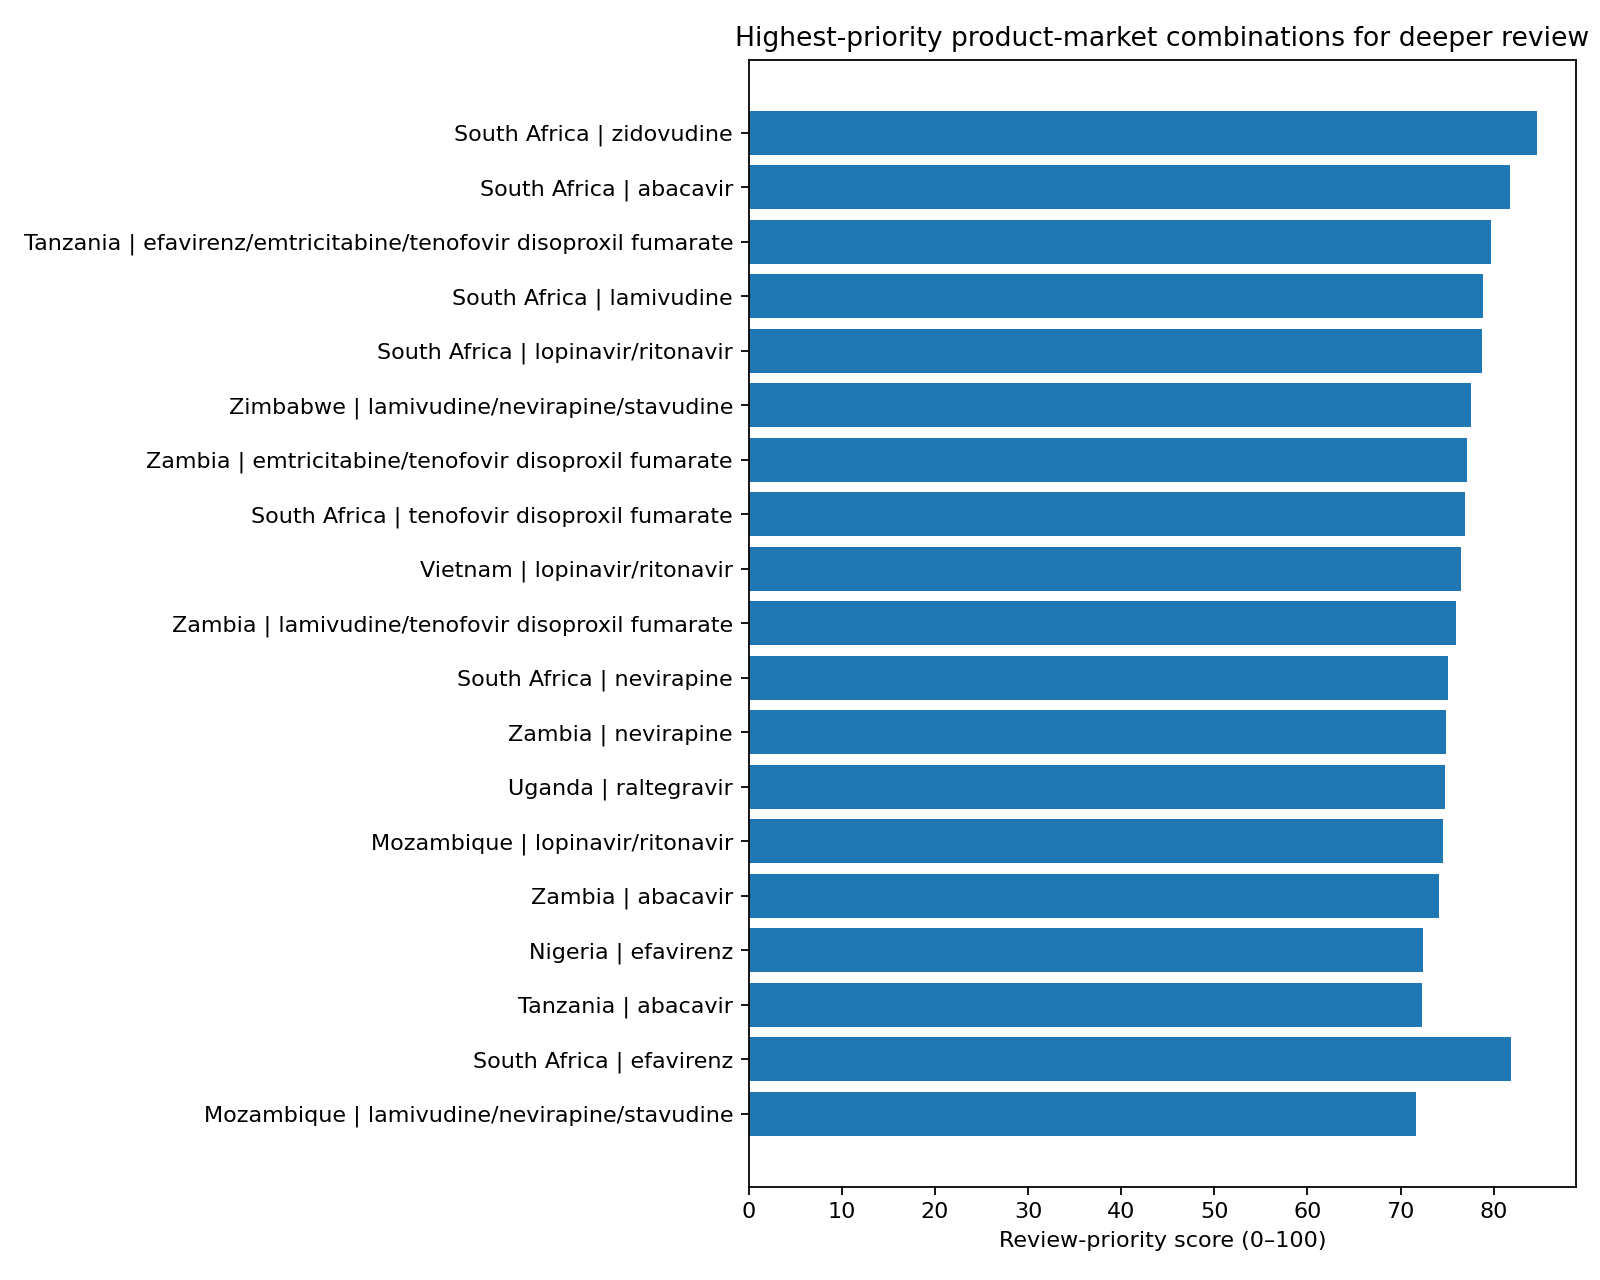 Highest-priority product-market combinations for deeper review
South Africa | zidovudine
South Africa | abacavir
Tanzania | efavirenz/emtricitabine/tenofovir disoproxil fumarate
South Africa | lamivudine
South Africa | lopinavir/ritonavir
Zimbabwe | lamivudine/nevirapine/stavudine
Zambia | emtricitabine/tenofovir disoproxil fumarate
South Africa | tenofovir disoproxil fumarate
Vietnam | lopinavir/ritonavir
Zambia | lamivudine/tenofovir disoproxil fumarate
South Africa | nevirapine
Zambia | nevirapine
Uganda | raltegravir
Mozambique | lopinavir/ritonavir
Zambia | abacavir
Nigeria | efavirenz
Tanzania | abacavir
South Africa | efavirenz
Mozambique | lamivudine/nevirapine/stavudine
0 10 20 30 40 50 60 70 80
Review-priority score (0–100)